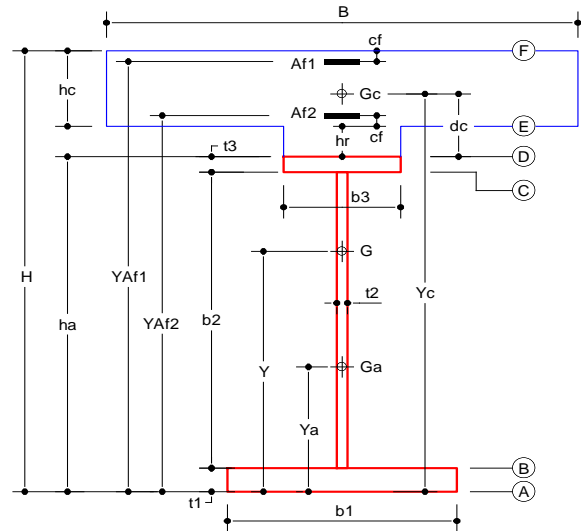 B
cf
F
Af1
hc
Gc
Af2
dc
cf
E
hr
t3
D
C
b3
H
YAf1
G
ha
YAf2
b2
t2
Yc
Y
Ga
Ya
B
A
t1
b1